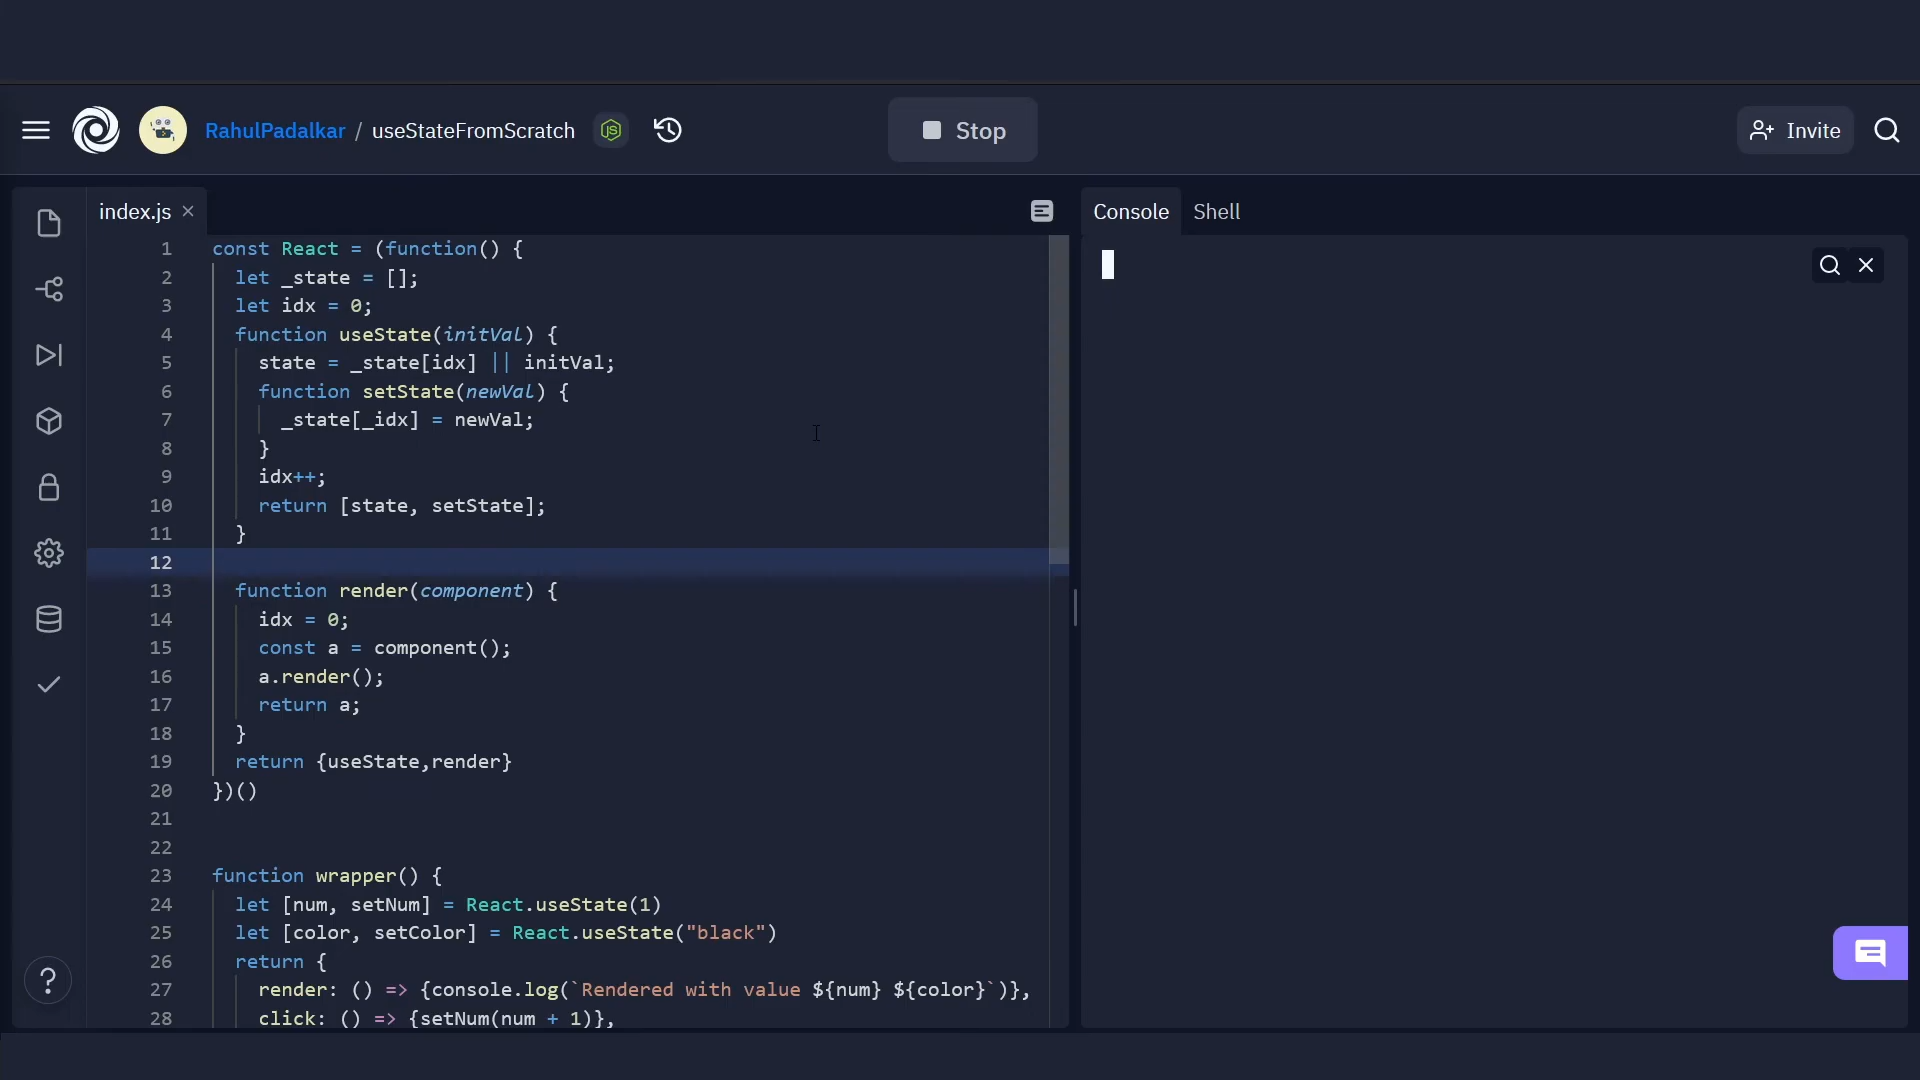 RahulPadalkar / useStateFromScratch
JS
Stop
Invite
index.js
Console
Shell
1 const React = (function() {
2 let _state = [];
3 let idx = 0;
4 function useState(initVal) {
5 state = _state[idx] || initVal;
6 function setState(newVal) {
7 _state[_idx] = newVal;
8 }
9 idx++;
10 return [state, setState];
11 }
12
13 function render(component) {
14 idx = 0;
15 const a = component();
16 a.render();
17 return a;
18 }
19 return {useState,render}
20 })()
21
22
23 function wrapper() {
24 let [num, setNum] = React.useState(1)
25 let [color, setColor] = React.useState("black")
26 return {
27 render: () => {console.log(`Rendered with value ${num} ${color}`)},
28 click: () => {setNum(num + 1)},
?